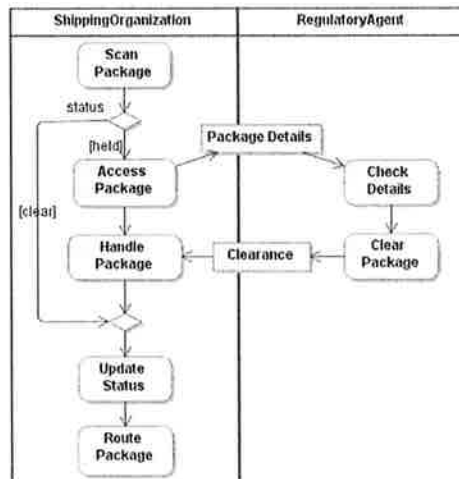 ShippingOrganization
RegulatoryAgent
Scan
Package
status
[held]
Package Details
Access
Package
Check
Details
[clear]
Handle
Package
Clearance
Clear
Package
Update
Status
Route
Package